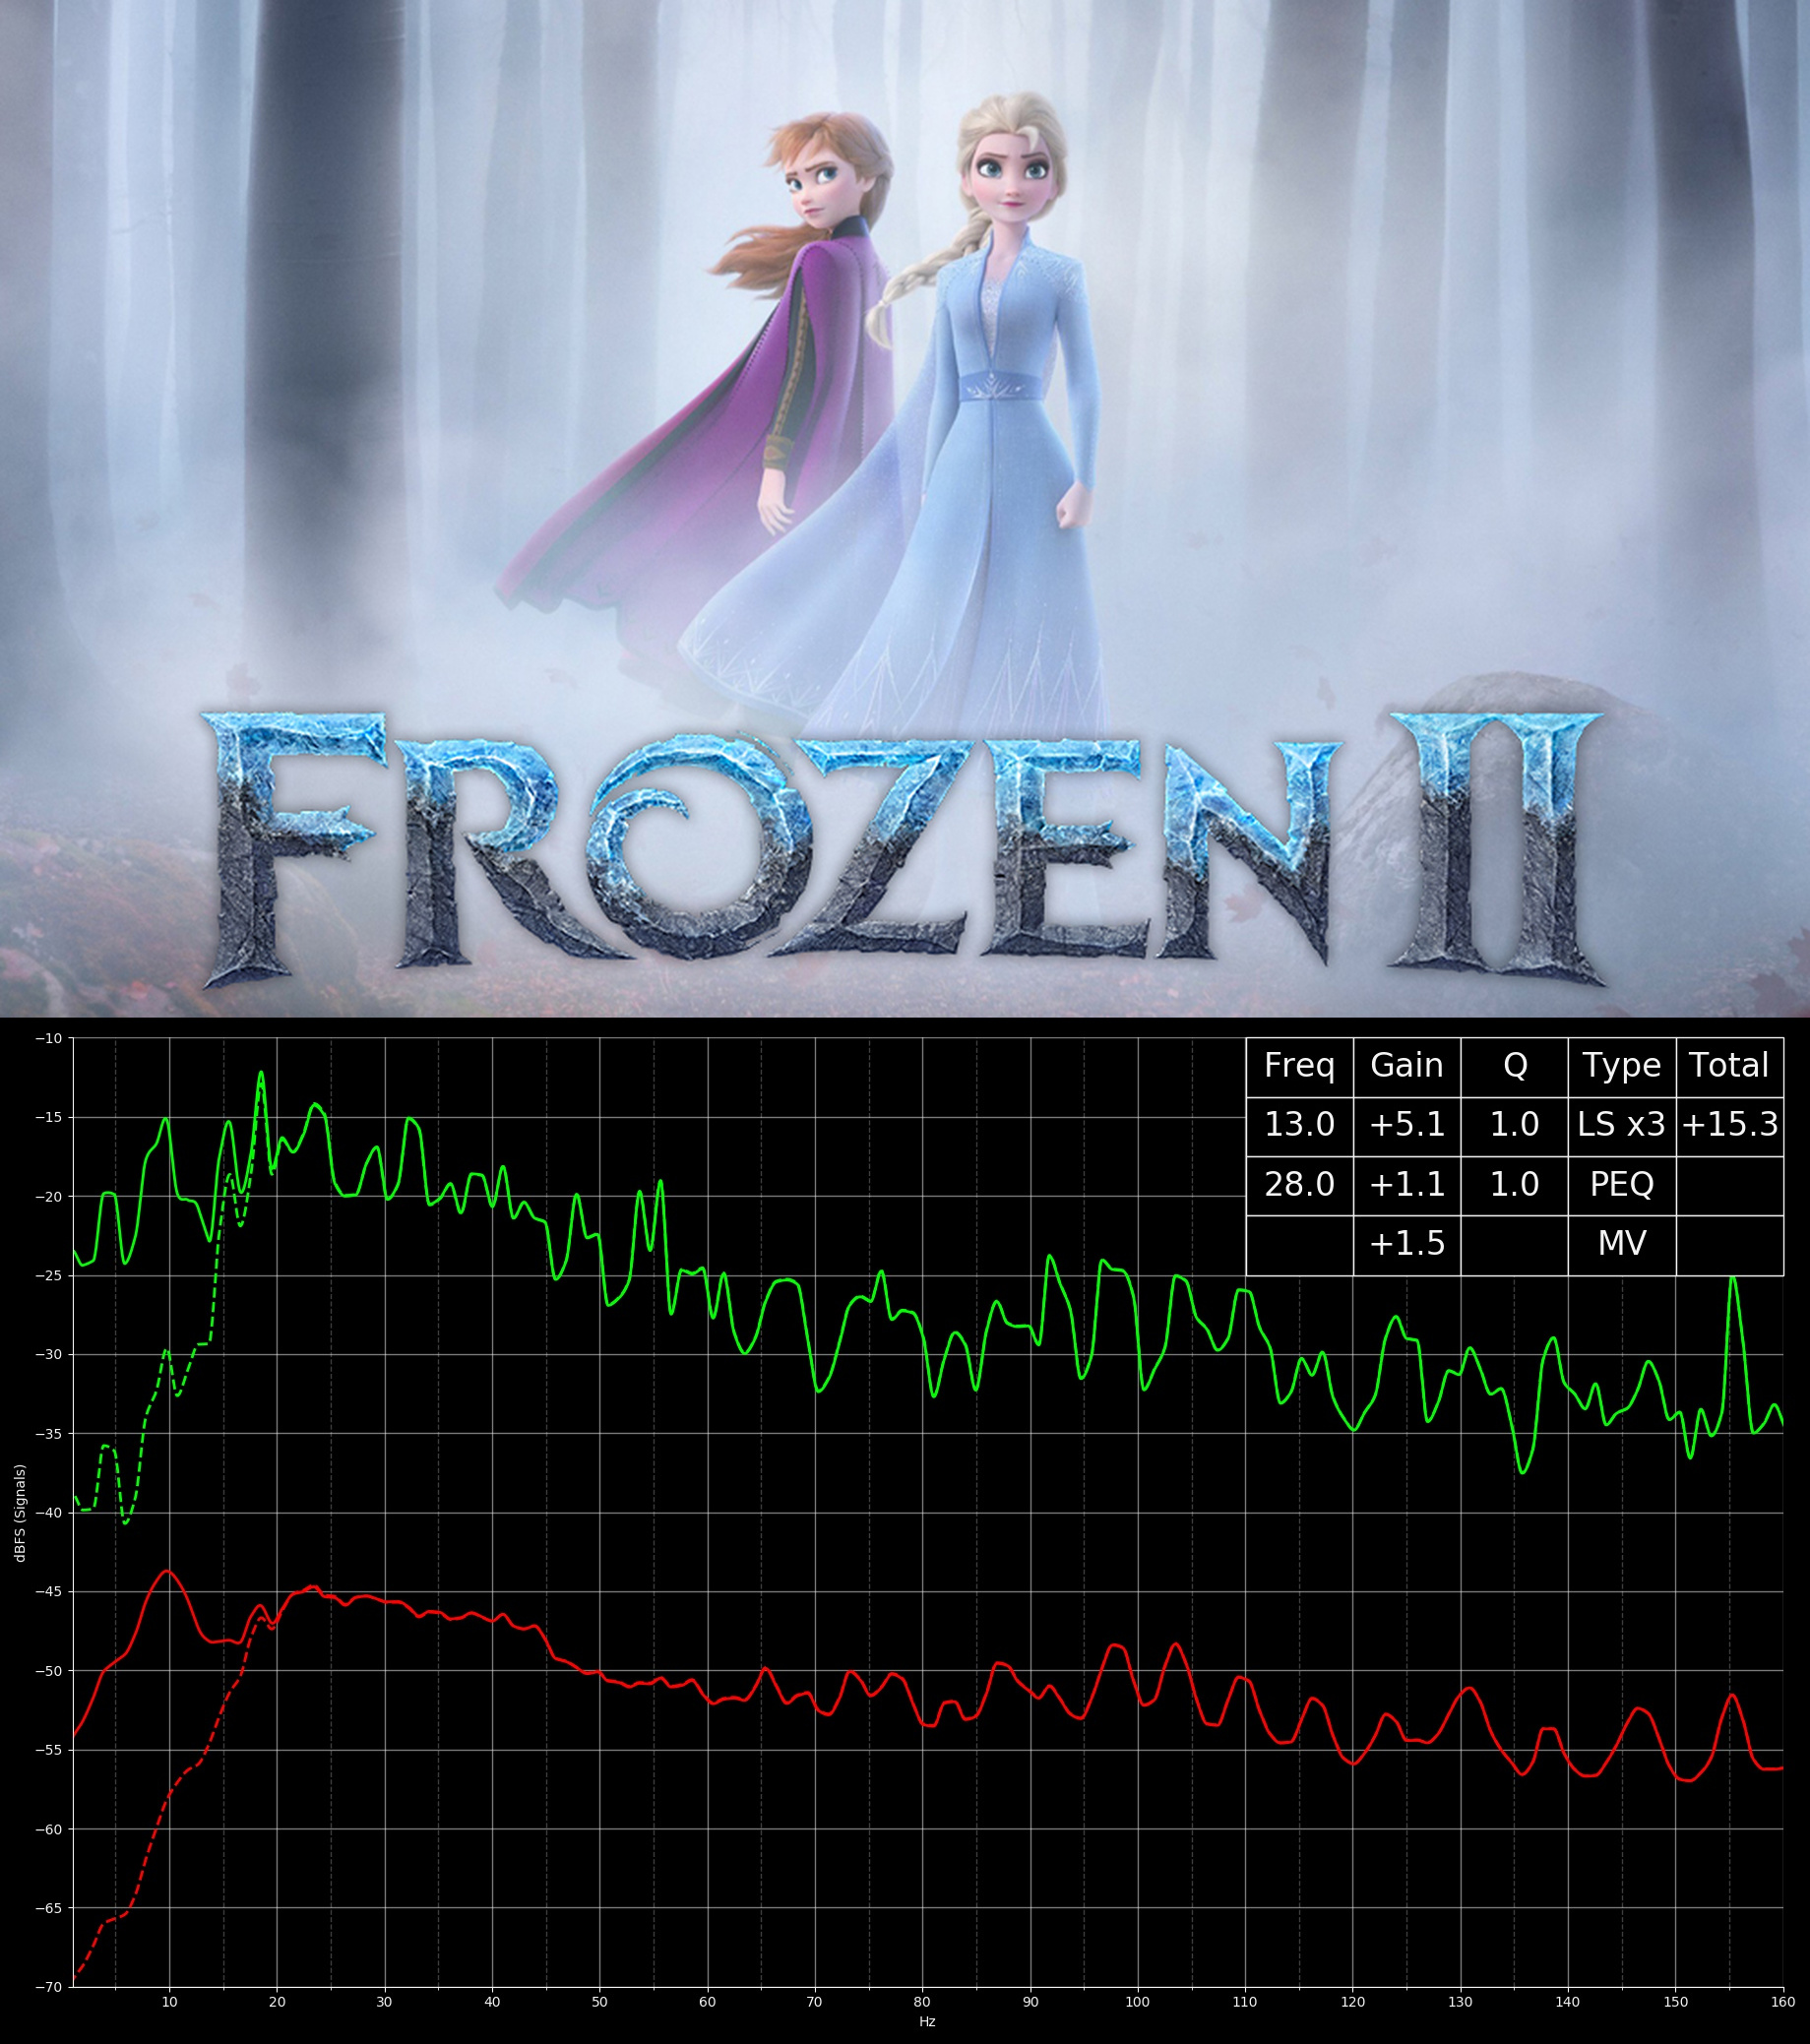 FROZEN II
Freq Gain Q Type Total
13.0 +5.1 1.0 LS x3 +15.3
28.0 +1.1 1.0 PEQ
+1.5 MV
−10
−15
−20
−25
−30
−35
−40
−45
−50
−55
−60
−65
−70
dBFS (Signals)
10 20 30 40 50 60 70 80 90 100 110 120 130 140 150 160
Hz